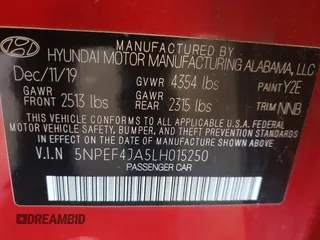 HYUNDAI MOTOR MANUFACTURING ALABAMA, LLC
Dec/11/19 GVWR 4354 lbs PAINT Y2E
GAWR FRONT 2513 lbs GAWR REAR 2315 lbs TRIM NNB
THIS VEHICLE CONFORMS TO ALL APPLICABLE U.S.A FEDERAL MOTOR VEHICLE SAFETY, BUMPER, AND THEFT PREVENTION STANDARDS IN EFFECT ON THE DATE OF MANUFACTURE SHOWN ABOVE.
V.I.N 5NPEF4JA5LH015250
PASSENGER CAR
DREAMBID